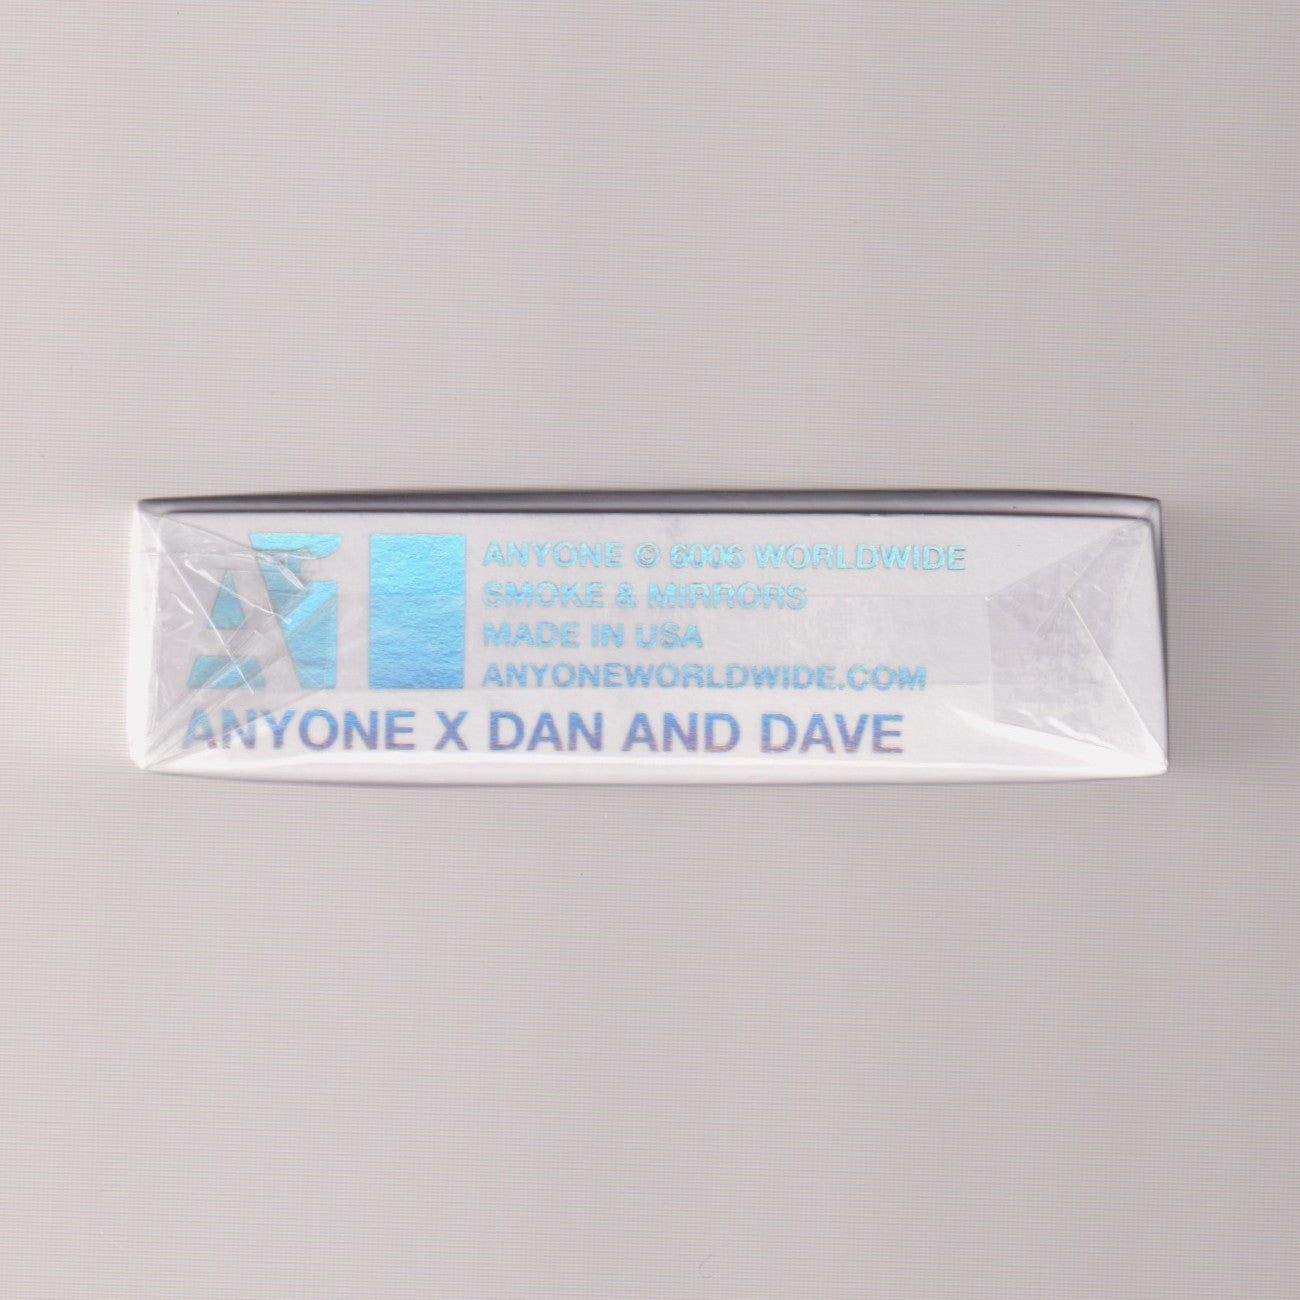 ANYONE © 6006 WORLDWIDE
SMOKE & MIRRORS
MADE IN USA
ANYONEWORLDWIDE.COM
ANYONE X DAN AND DAVE